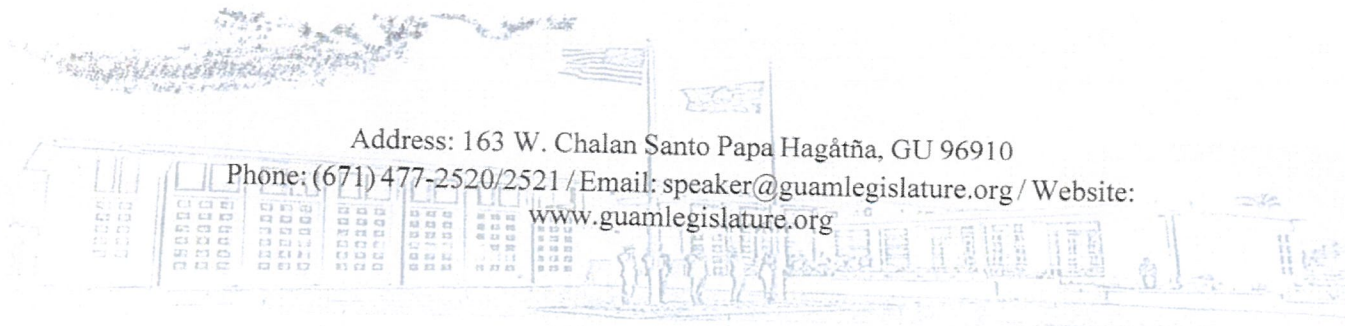 Address: 163 W. Chalan Santo Papa Hagåtña, GU 96910
Phone: (671) 477-2520/2521 / Email: speaker@guamlegislature.org / Website:
www.guamlegislature.org